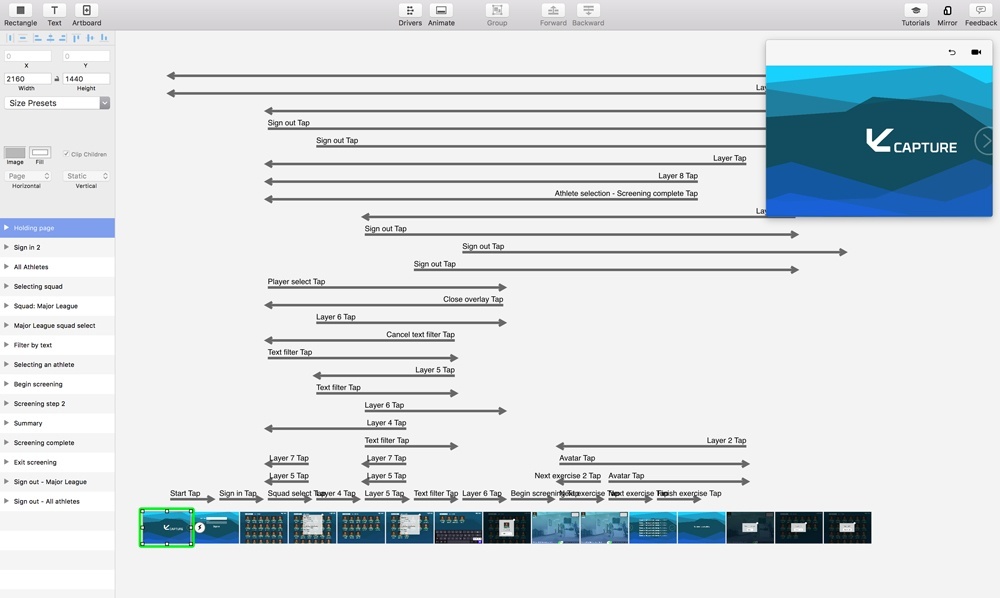 Rectangle Text Artboard Drivers Animate Group Forward Backward Tutorials Mirror Feedback
0 0
X Y
2160 1440
Width Height
Size Presets
Image Fill Clip Children
Page Static
Horizontal Vertical
Holding page
Sign in 2
All Athletes
Selecting squad
Squad: Major League
Major League squad select
Filter by text
Selecting an athlete
Begin screening
Screening step 2
Summary
Screening complete
Exit screening
Sign out - Major League
Sign out - All athletes
Sign out Tap
Sign out Tap
Layer Tap
Layer 8 Tap
Athlete selection - Screening complete Tap
Sign out Tap
Sign out Tap
Sign out Tap
Player select Tap
Close overlay Tap
Layer 6 Tap
Cancel text filter Tap
Text filter Tap
Layer 5 Tap
Text filter Tap
Layer 6 Tap
Layer 4 Tap
Text filter Tap Layer 2 Tap
Layer 7 Tap Layer 7 Tap Avatar Tap
Layer 5 Tap Layer 5 Tap Next exercise 2 Tap Avatar Tap
Start Tap Sign in Tap Squad select Tap Layer 4 Tap Layer 5 Tap Text filter Tap Layer 6 Tap Begin screening Tap Next exercise Tap Next exercise Tap Finish exercise Tap
CAPTURE
CAPTURE